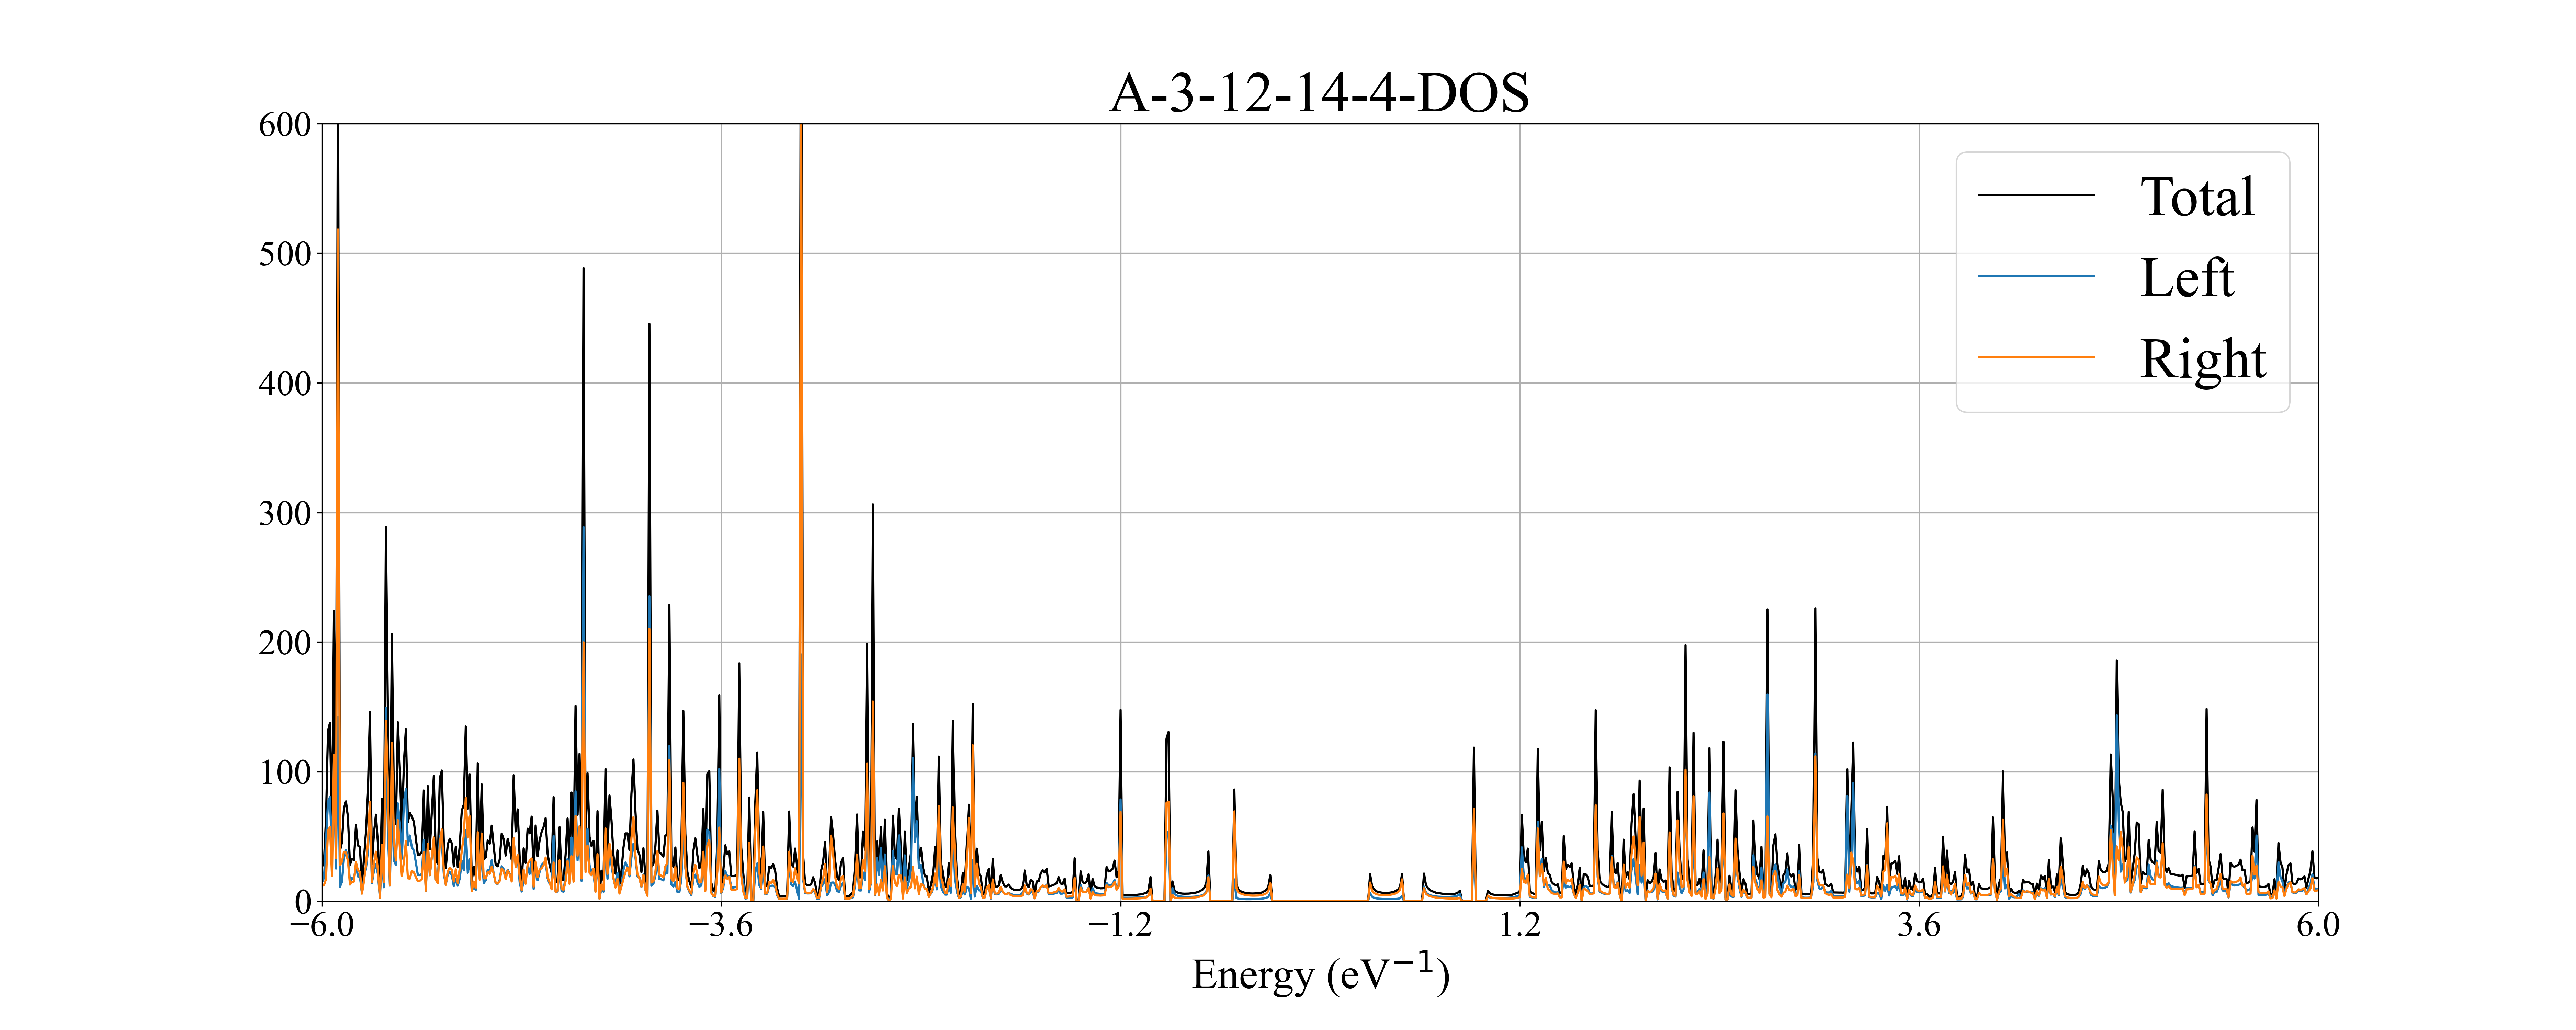 A-3-12-14-4-DOS
600
500
400
300
200
100
0
Total
Left
Right
−6.0 −3.6 −1.2 1.2 3.6 6.0
Energy (eV⁻¹)